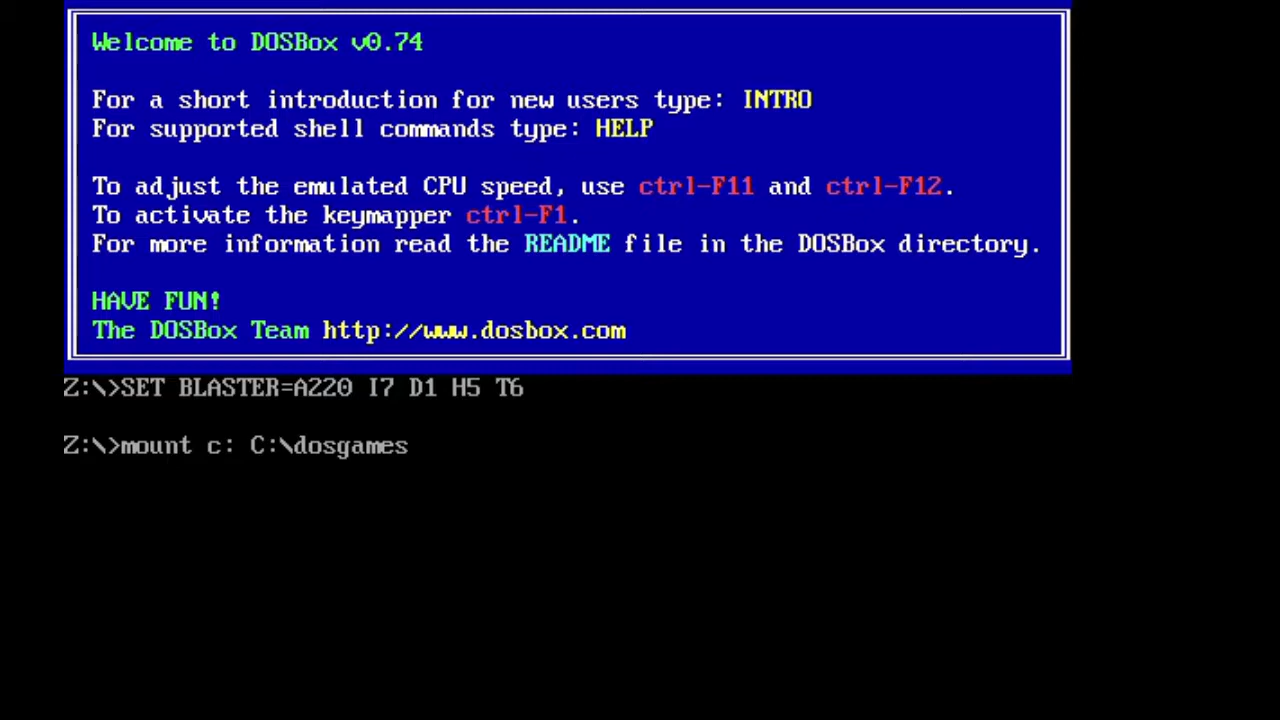 Welcome to DOSBox v0.74
For a short introduction for new users type: INTRO
For supported shell commands type: HELP
To adjust the emulated CPU speed, use ctrl-F11 and ctrl-F12.
To activate the keymapper ctrl-F1.
For more information read the README file in the DOSBox directory.
HAVE FUN!
The DOSBox Team http://www.dosbox.com
Z:\>SET BLASTER=A220 I7 D1 H5 T6
Z:\>mount c: C:\dosgames